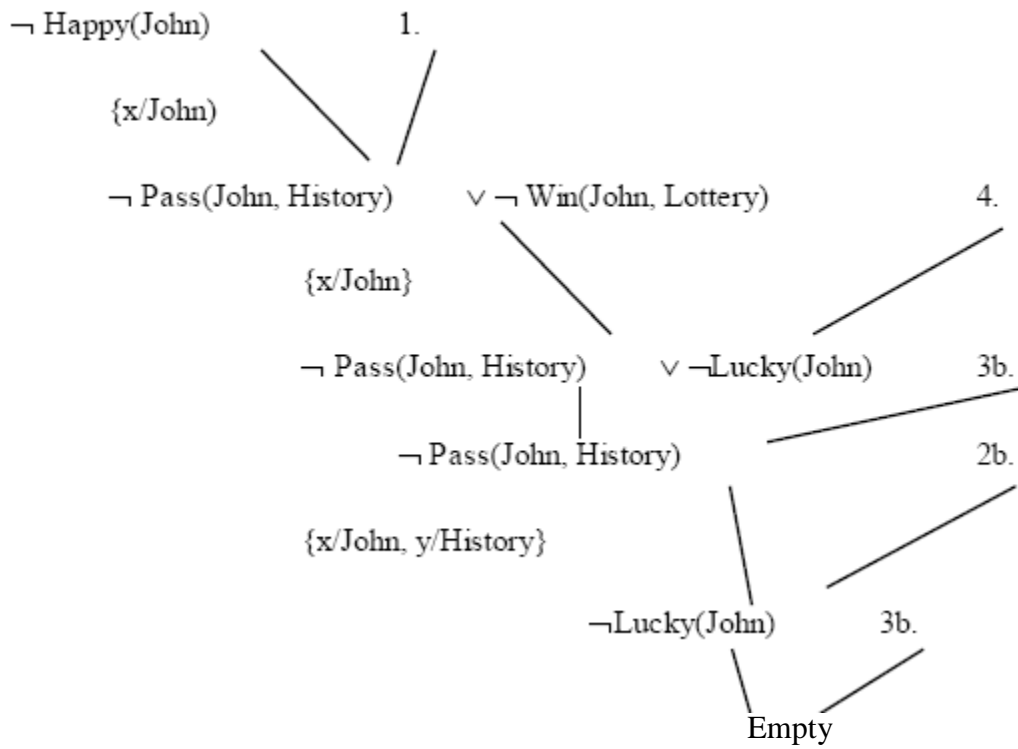 ¬ Happy(John) 1.
{x/John)
¬ Pass(John, History) ∨ ¬ Win(John, Lottery) 4.
{x/John}
¬ Pass(John, History) ∨ ¬Lucky(John) 3b.
¬ Pass(John, History) 2b.
{x/John, y/History}
¬Lucky(John) 3b.
Empty